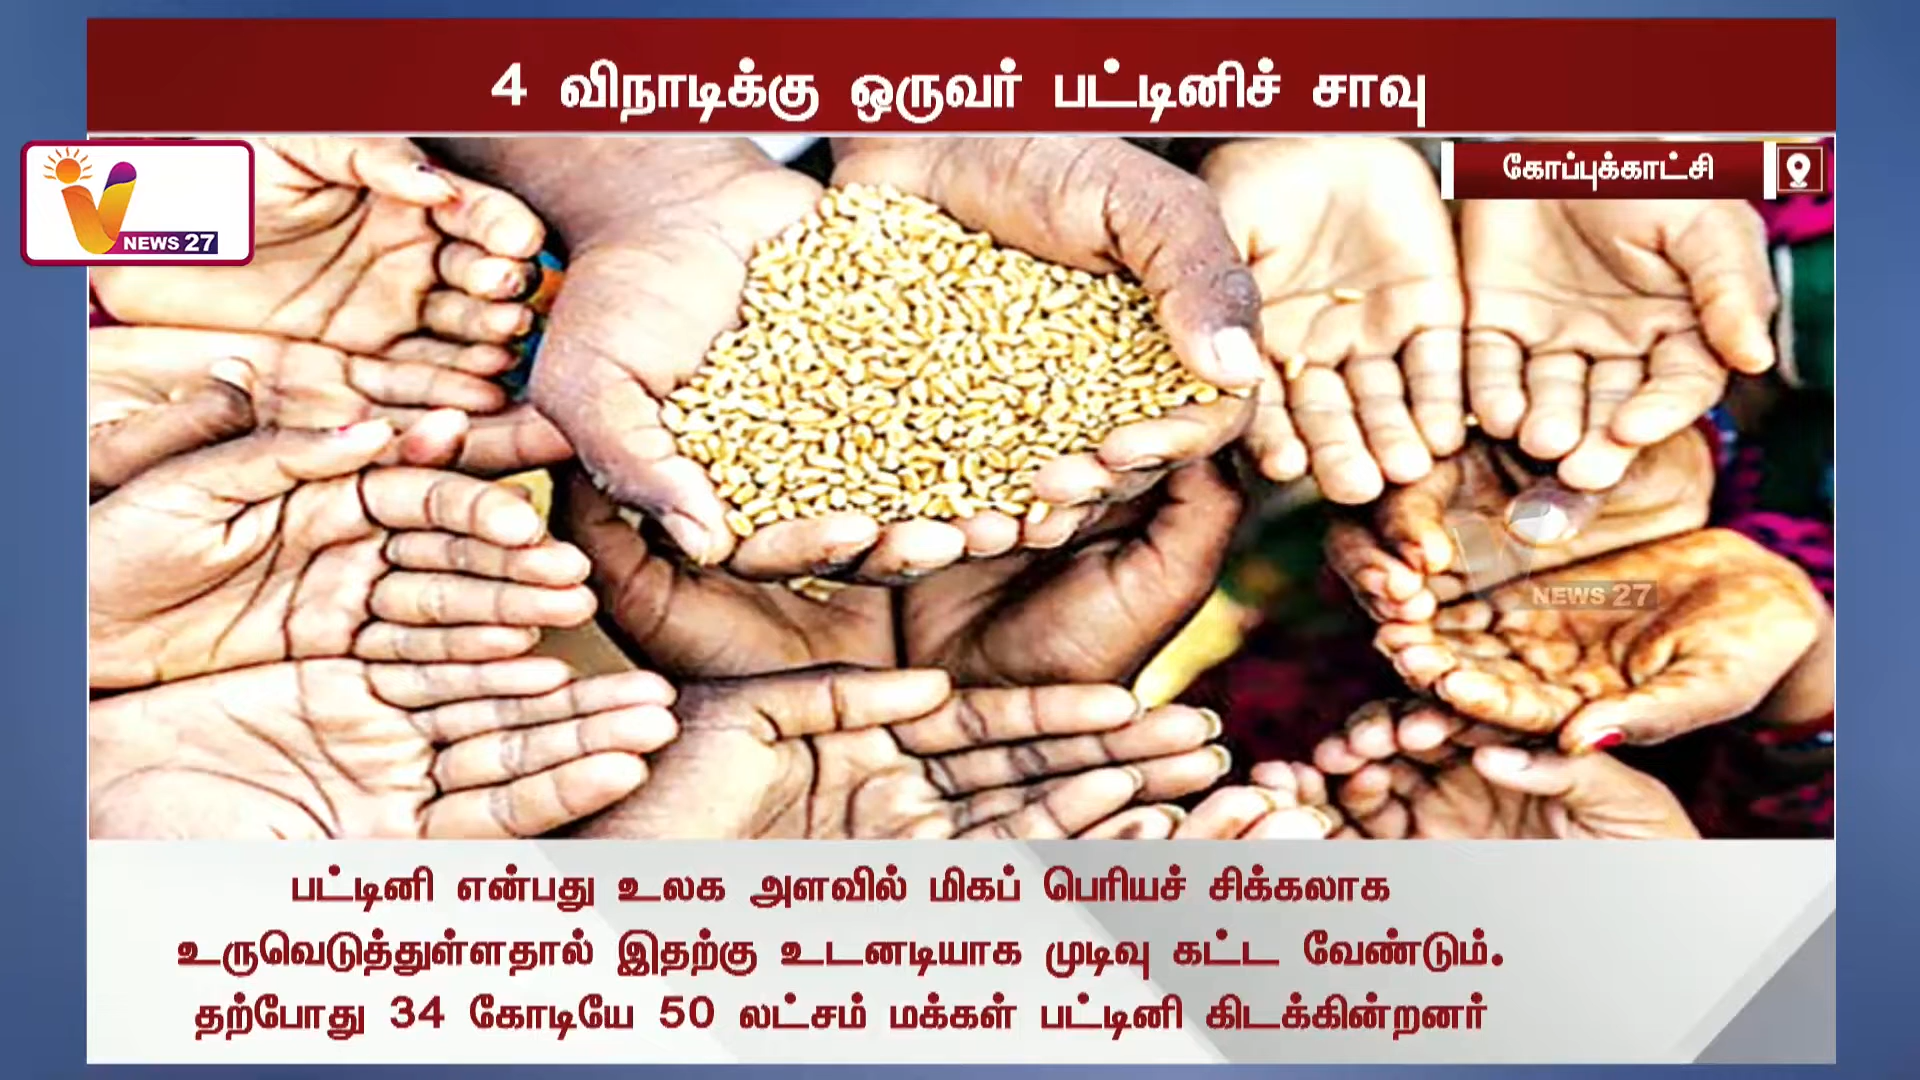 4 விநாடிக்கு ஒருவர் பட்டினிச் சாவு
கோப்புக்காட்சி
NEWS 27
NEWS 27
பட்டினி என்பது உலக அளவில் மிகப் பெரியச் சிக்கலாக
உருவெடுத்துள்ளதால் இதற்கு உடனடியாக முடிவு கட்ட வேண்டும்.
தற்போது 34 கோடியே 50 லட்சம் மக்கள் பட்டினி கிடக்கின்றனர்